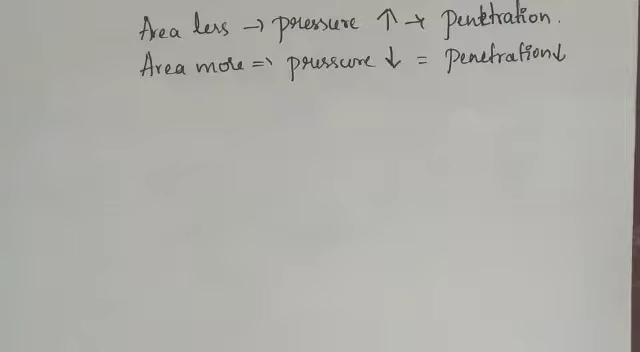 Area less → pressure ↑ → penetration.
Area more => pressure ↓ = penetration↓